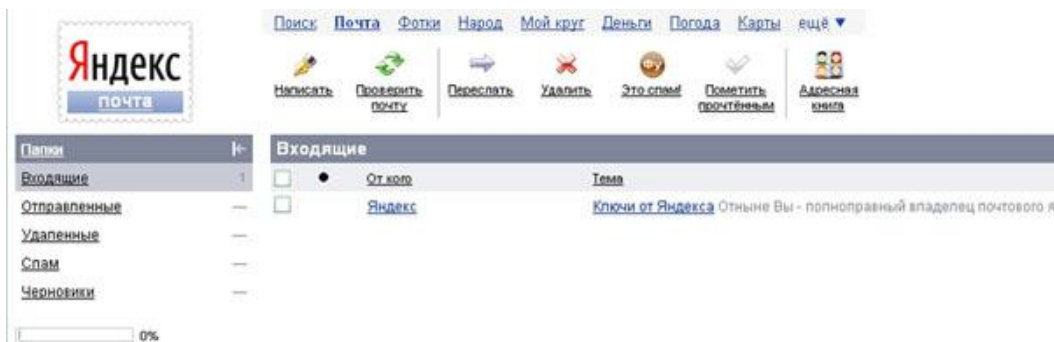 Поиск Почта Фотки Народ Мой круг Деньги Погода Карты ещё ▼
Яндекс
почта
Написать Проверить почту Переслать Удалить Это спам! Пометить прочтённым Адресная книга
Папки
Входящие 1
Отправленные —
Удаленные —
Спам —
Черновики —
0%
Входящие
От кого Тема
Яндекс Ключи от Яндекса Отныне Вы - полноправный владелец почтового я